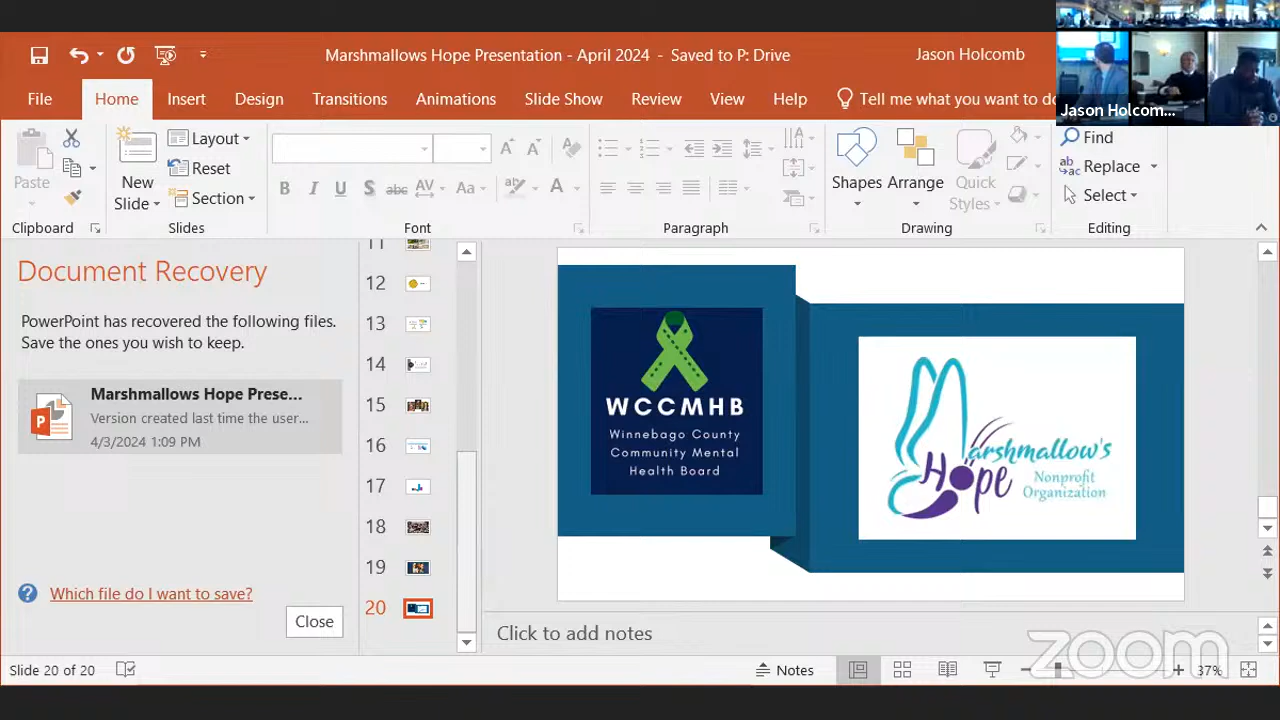 Marshmallows Hope Presentation - April 2024 - Saved to P: Drive
Jason Holcomb
File
Home
Insert
Design
Transitions
Animations
Slide Show
Review
View
Help
Tell me what you want to do
Jason Holcom...
Paste
New
Slide
Layout
Reset
Section
B I U S abc AV Aa A
Shapes
Arrange
Quick
Styles
Find
Replace
Select
Clipboard
Slides
Font
Paragraph
Drawing
Editing
Document Recovery
PowerPoint has recovered the following files.
Save the ones you wish to keep.
Marshmallows Hope Prese...
Version created last time the user...
4/3/2024 1:09 PM
Which file do I want to save?
Close
11
12
13
14
15
16
17
18
19
20
WCCMHB
Winnebago County
Community Mental
Health Board
Marshmallow's
Hope
Nonprofit
Organization
Click to add notes
zoom
Slide 20 of 20
Notes
37%